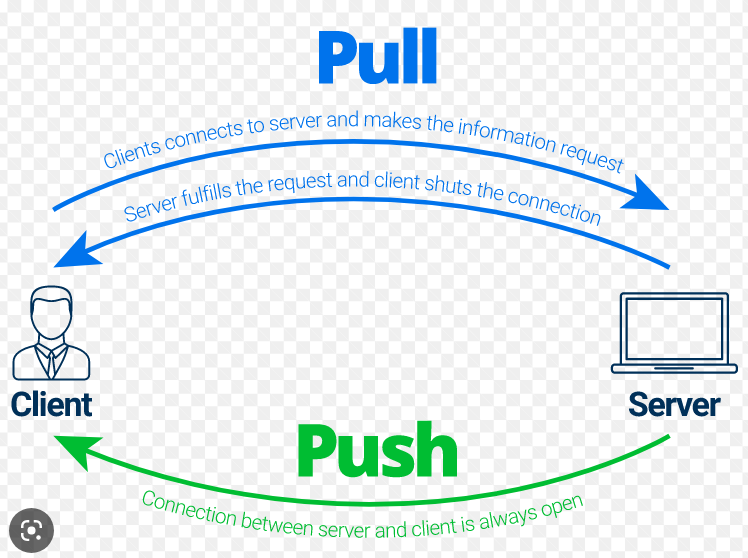 Pull
Clients connects to server and makes the information request
Server fulfills the request and client shuts the connection
Client
Server
Push
Connection between server and client is always open